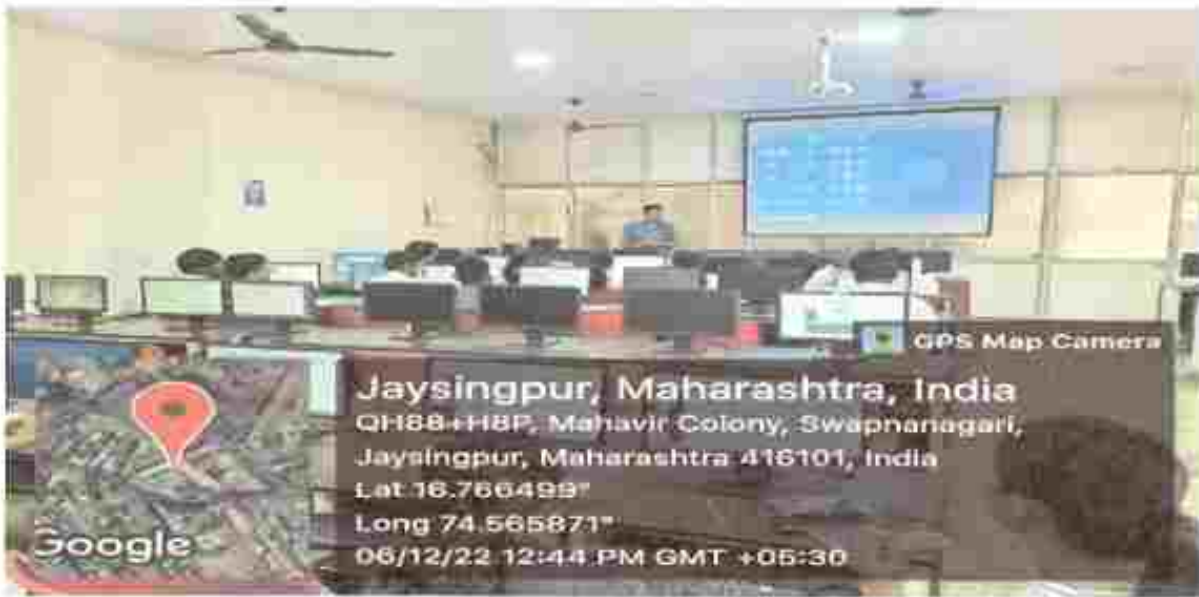 GPS Map Camera
Jaysingpur, Maharashtra, India
QH88+H8P, Mahavir Colony, Swapnanagari,
Jaysingpur, Maharashtra 416101, India
Lat 16.766499°
Long 74.565871°
06/12/22 12:44 PM GMT +05:30
Google